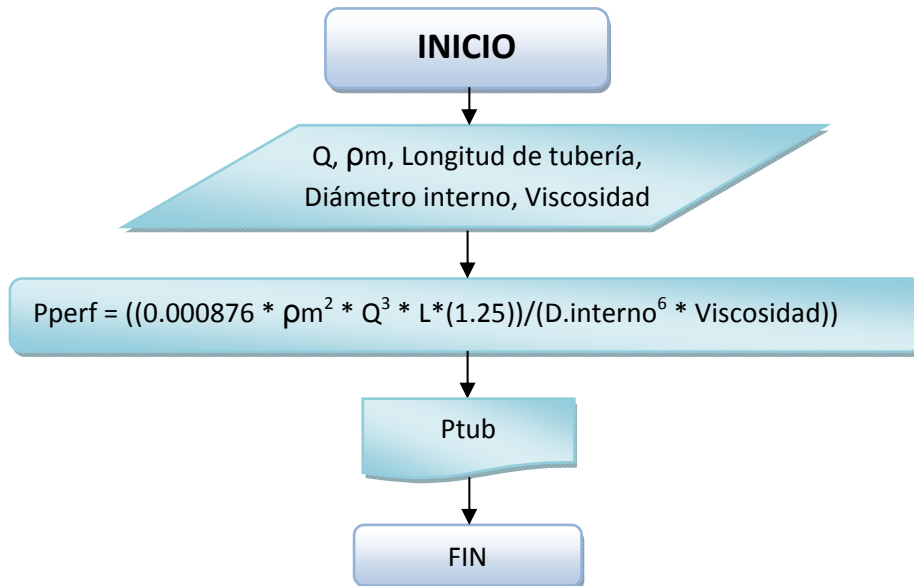 INICIO
Q, ρm, Longitud de tubería,
Diámetro interno, Viscosidad
Pperf = ((0.000876 * ρm² * Q³ * L*(1.25))/(D.interno⁶ * Viscosidad))
Ptub
FIN